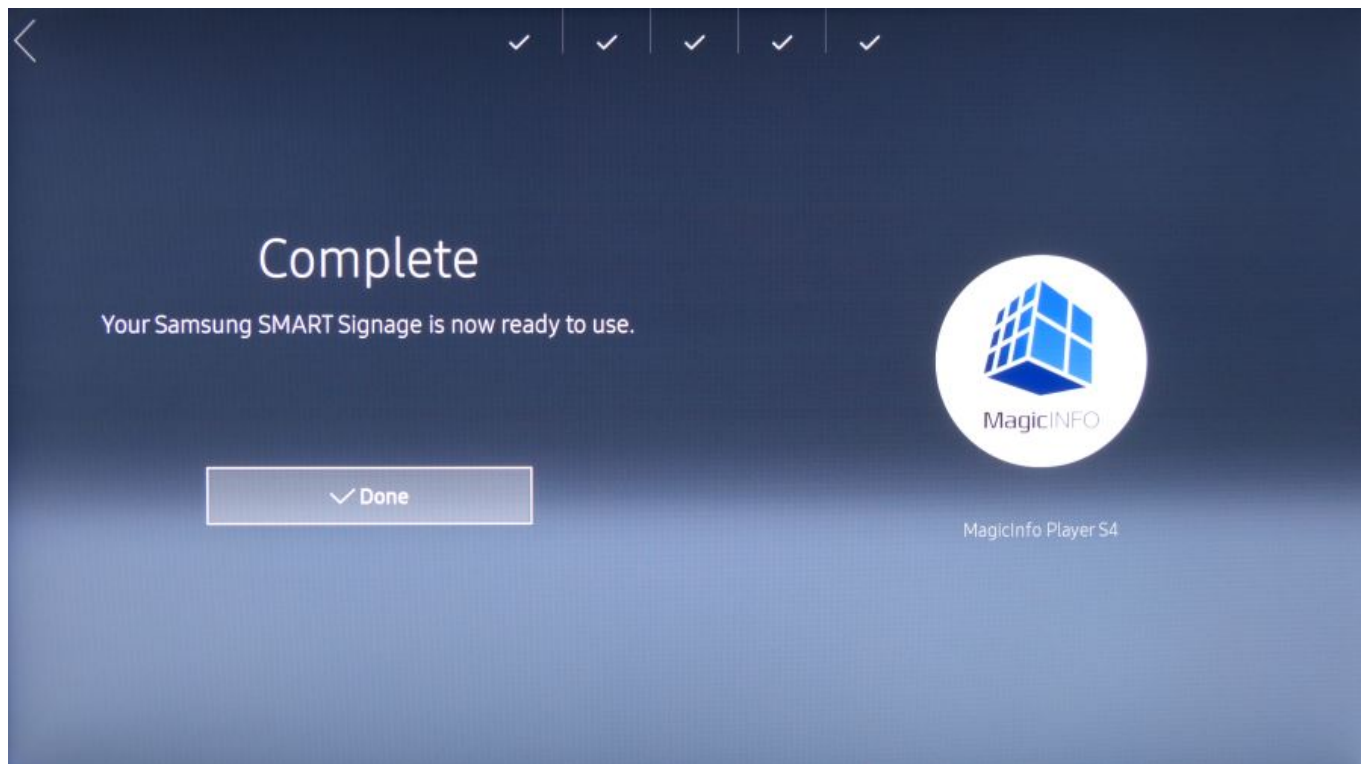 Complete
Your Samsung SMART Signage is now ready to use.
Done
MagicINFO
MagicInfo Player S4